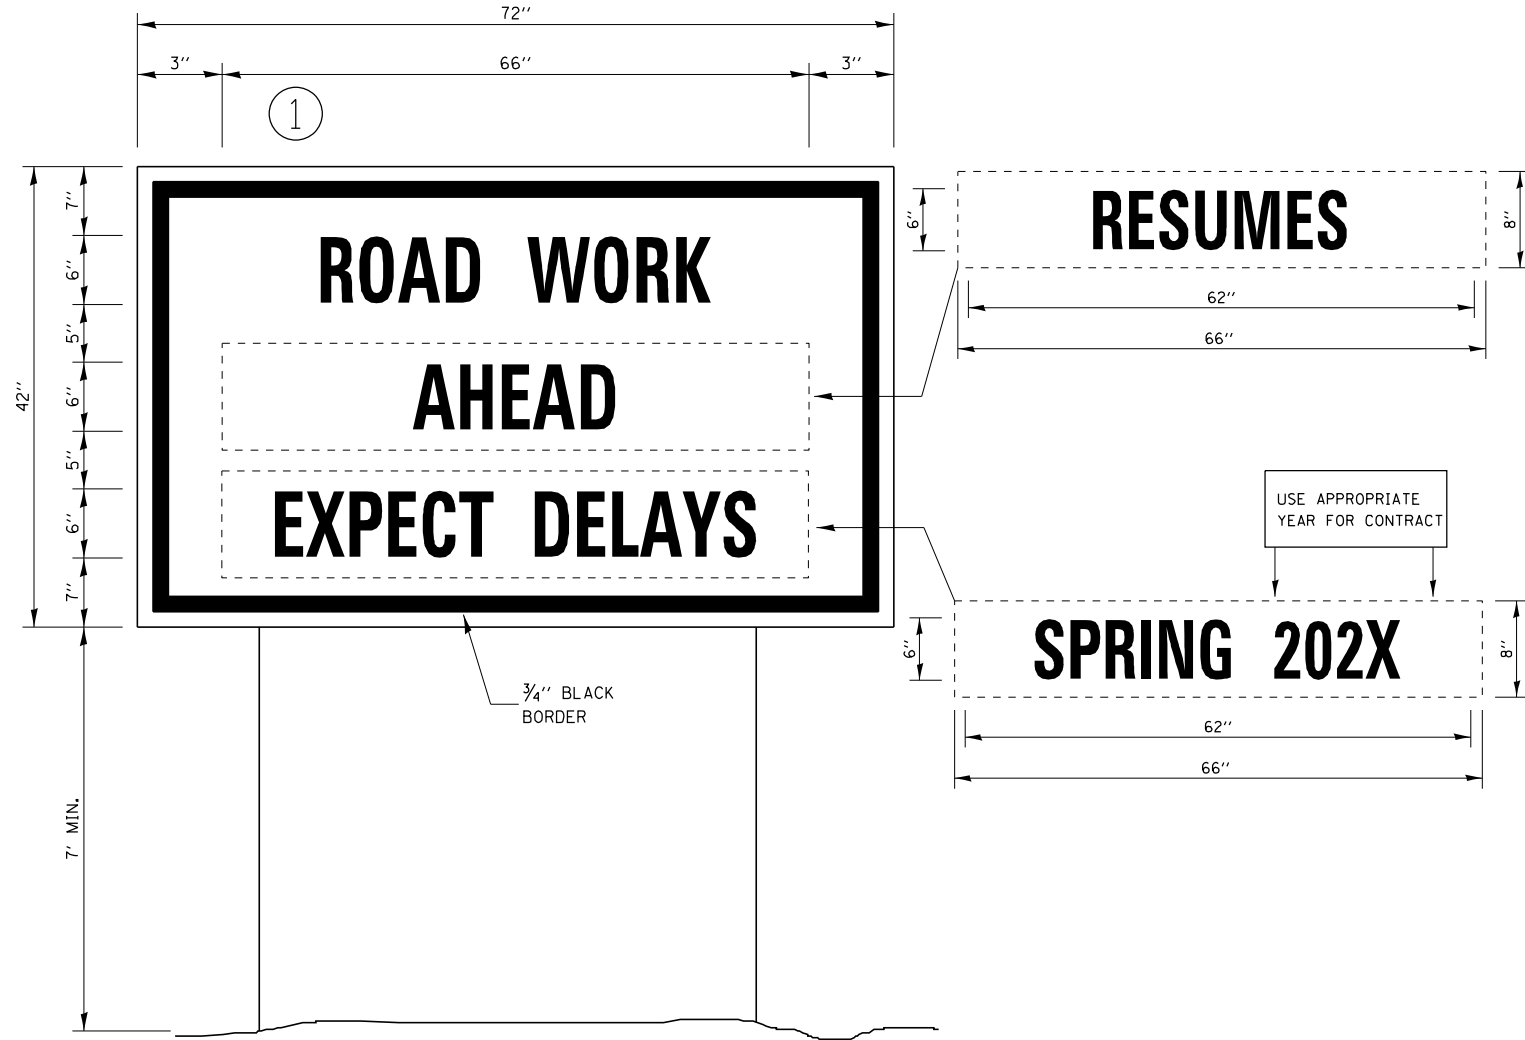 72''
3'' 66'' 3''
1
7''
6''
5''
6''
5''
6''
7''
42''
7' MIN.
ROAD WORK
AHEAD
EXPECT DELAYS
3/4'' BLACK
BORDER
6''
RESUMES
8''
62''
66''
USE APPROPRIATE
YEAR FOR CONTRACT
6''
SPRING 202X
8''
62''
66''